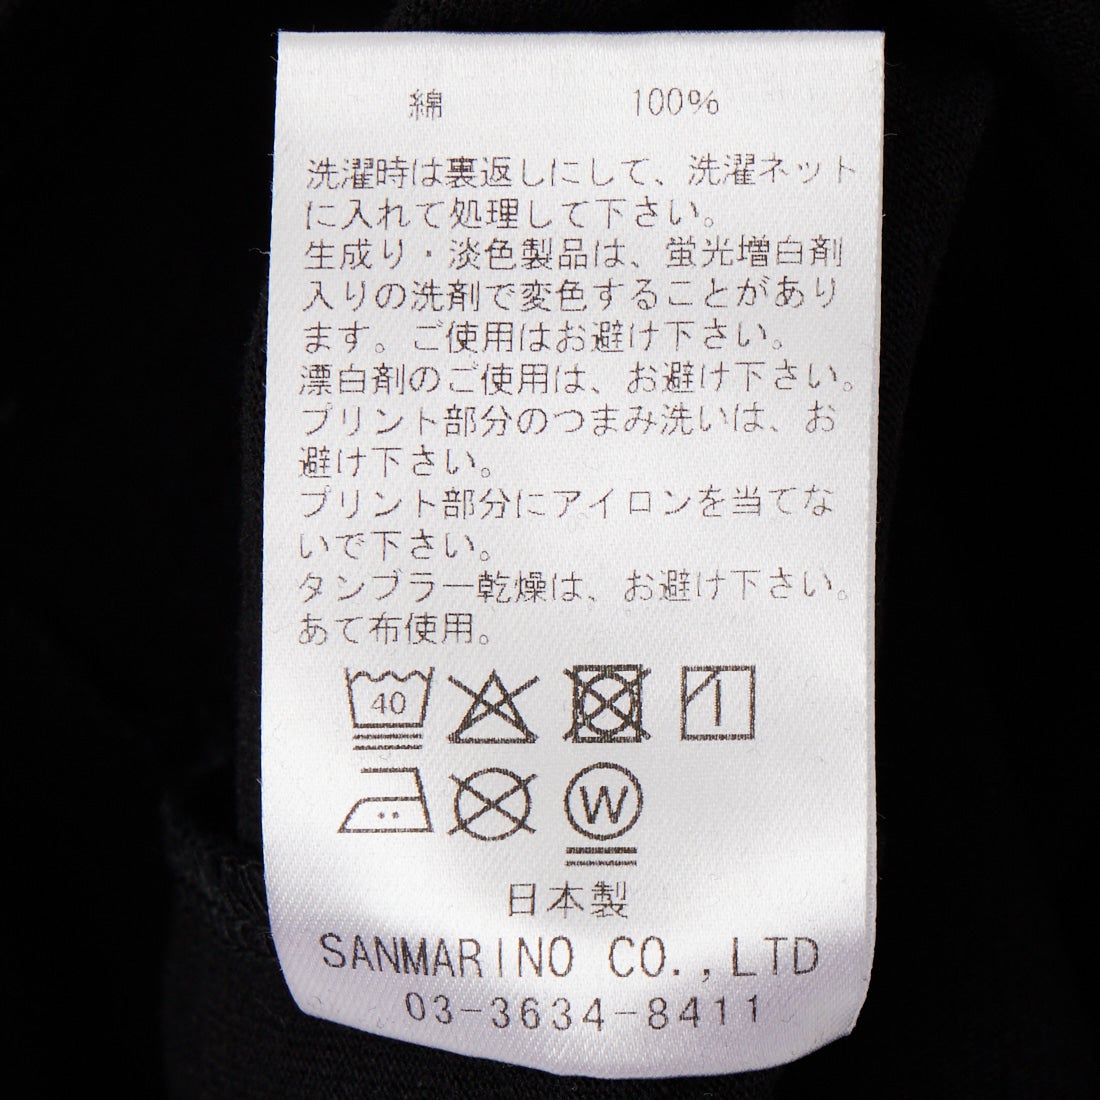 綿 100%
洗濯時は裏返しにして、洗濯ネット
に入れて処理して下さい。
生成り・淡色製品は、蛍光増白剤
入りの洗剤で変色することがあり
ます。ご使用はお避け下さい。
漂白剤のご使用は、お避け下さい。
プリント部分のつまみ洗いは、お
避け下さい。
プリント部分にアイロンを当てな
いで下さい。
タンブラー乾燥は、お避け下さい。
あて布使用。
40
W
日本製
SANMARINO CO.,LTD
03-3634-8411